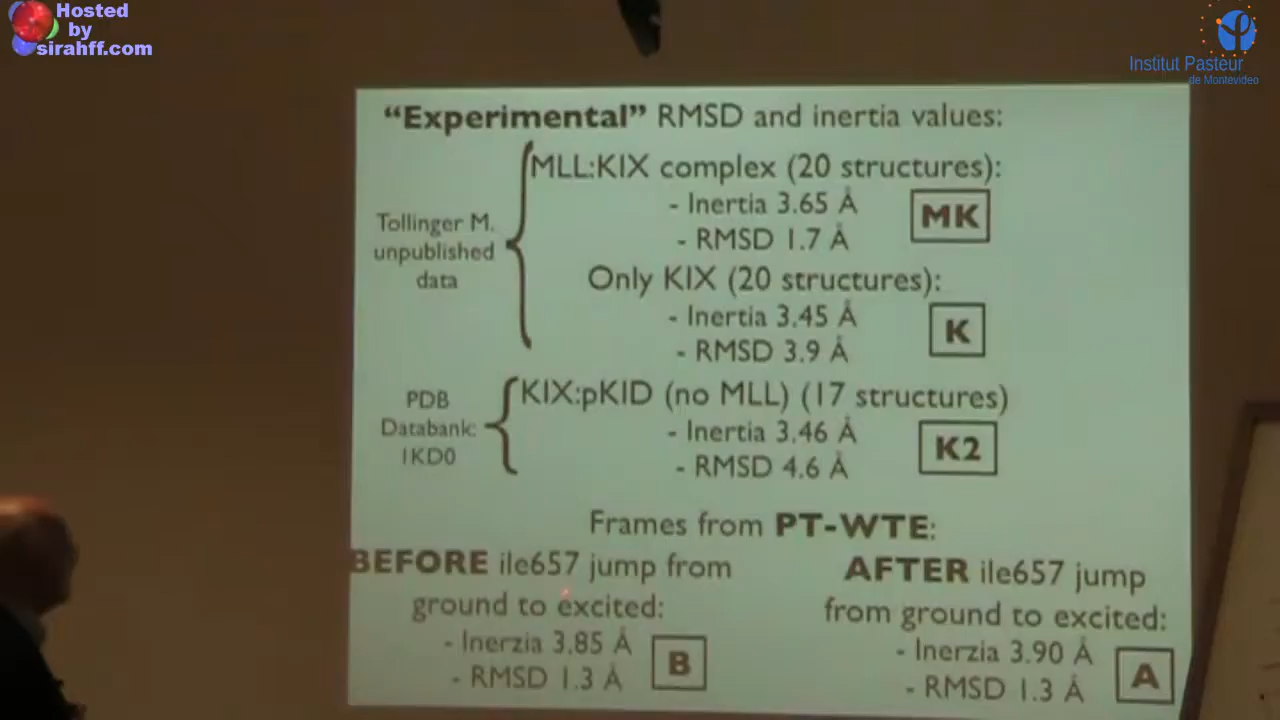 Hosted
by
sirahff.com
Institut Pasteur
de Montevideo
“Experimental” RMSD and inertia values:
MLL:KIX complex (20 structures):
- Inertia 3.65 Å
- RMSD 1.7 Å
MK
Tollinger M.
unpublished
data
Only KIX (20 structures):
- Inertia 3.45 Å
- RMSD 3.9 Å
K
KIX:pKID (no MLL) (17 structures)
- Inertia 3.46 Å
- RMSD 4.6 Å
K2
PDB
Databank:
1KD0
Frames from PT-WTE:
BEFORE ile657 jump from
ground to excited:
- Inerzia 3.85 Å
- RMSD 1.3 Å
B
AFTER ile657 jump
from ground to excited:
- Inerzia 3.90 Å
- RMSD 1.3 Å
A